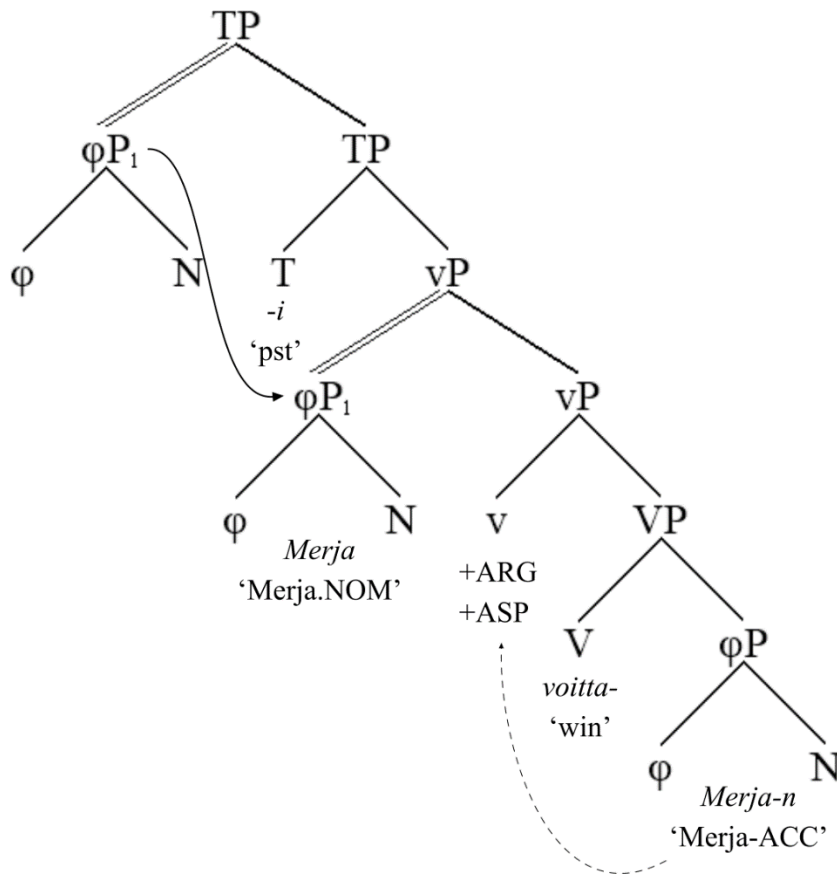 TP
φP₁ TP
φ N T vP
-i
‘pst’
φP₁ vP
φ N v VP
Merja
‘Merja.NOM’
+ARG
+ASP
V φP
voitta-
‘win’
φ N
Merja-n
‘Merja-ACC’